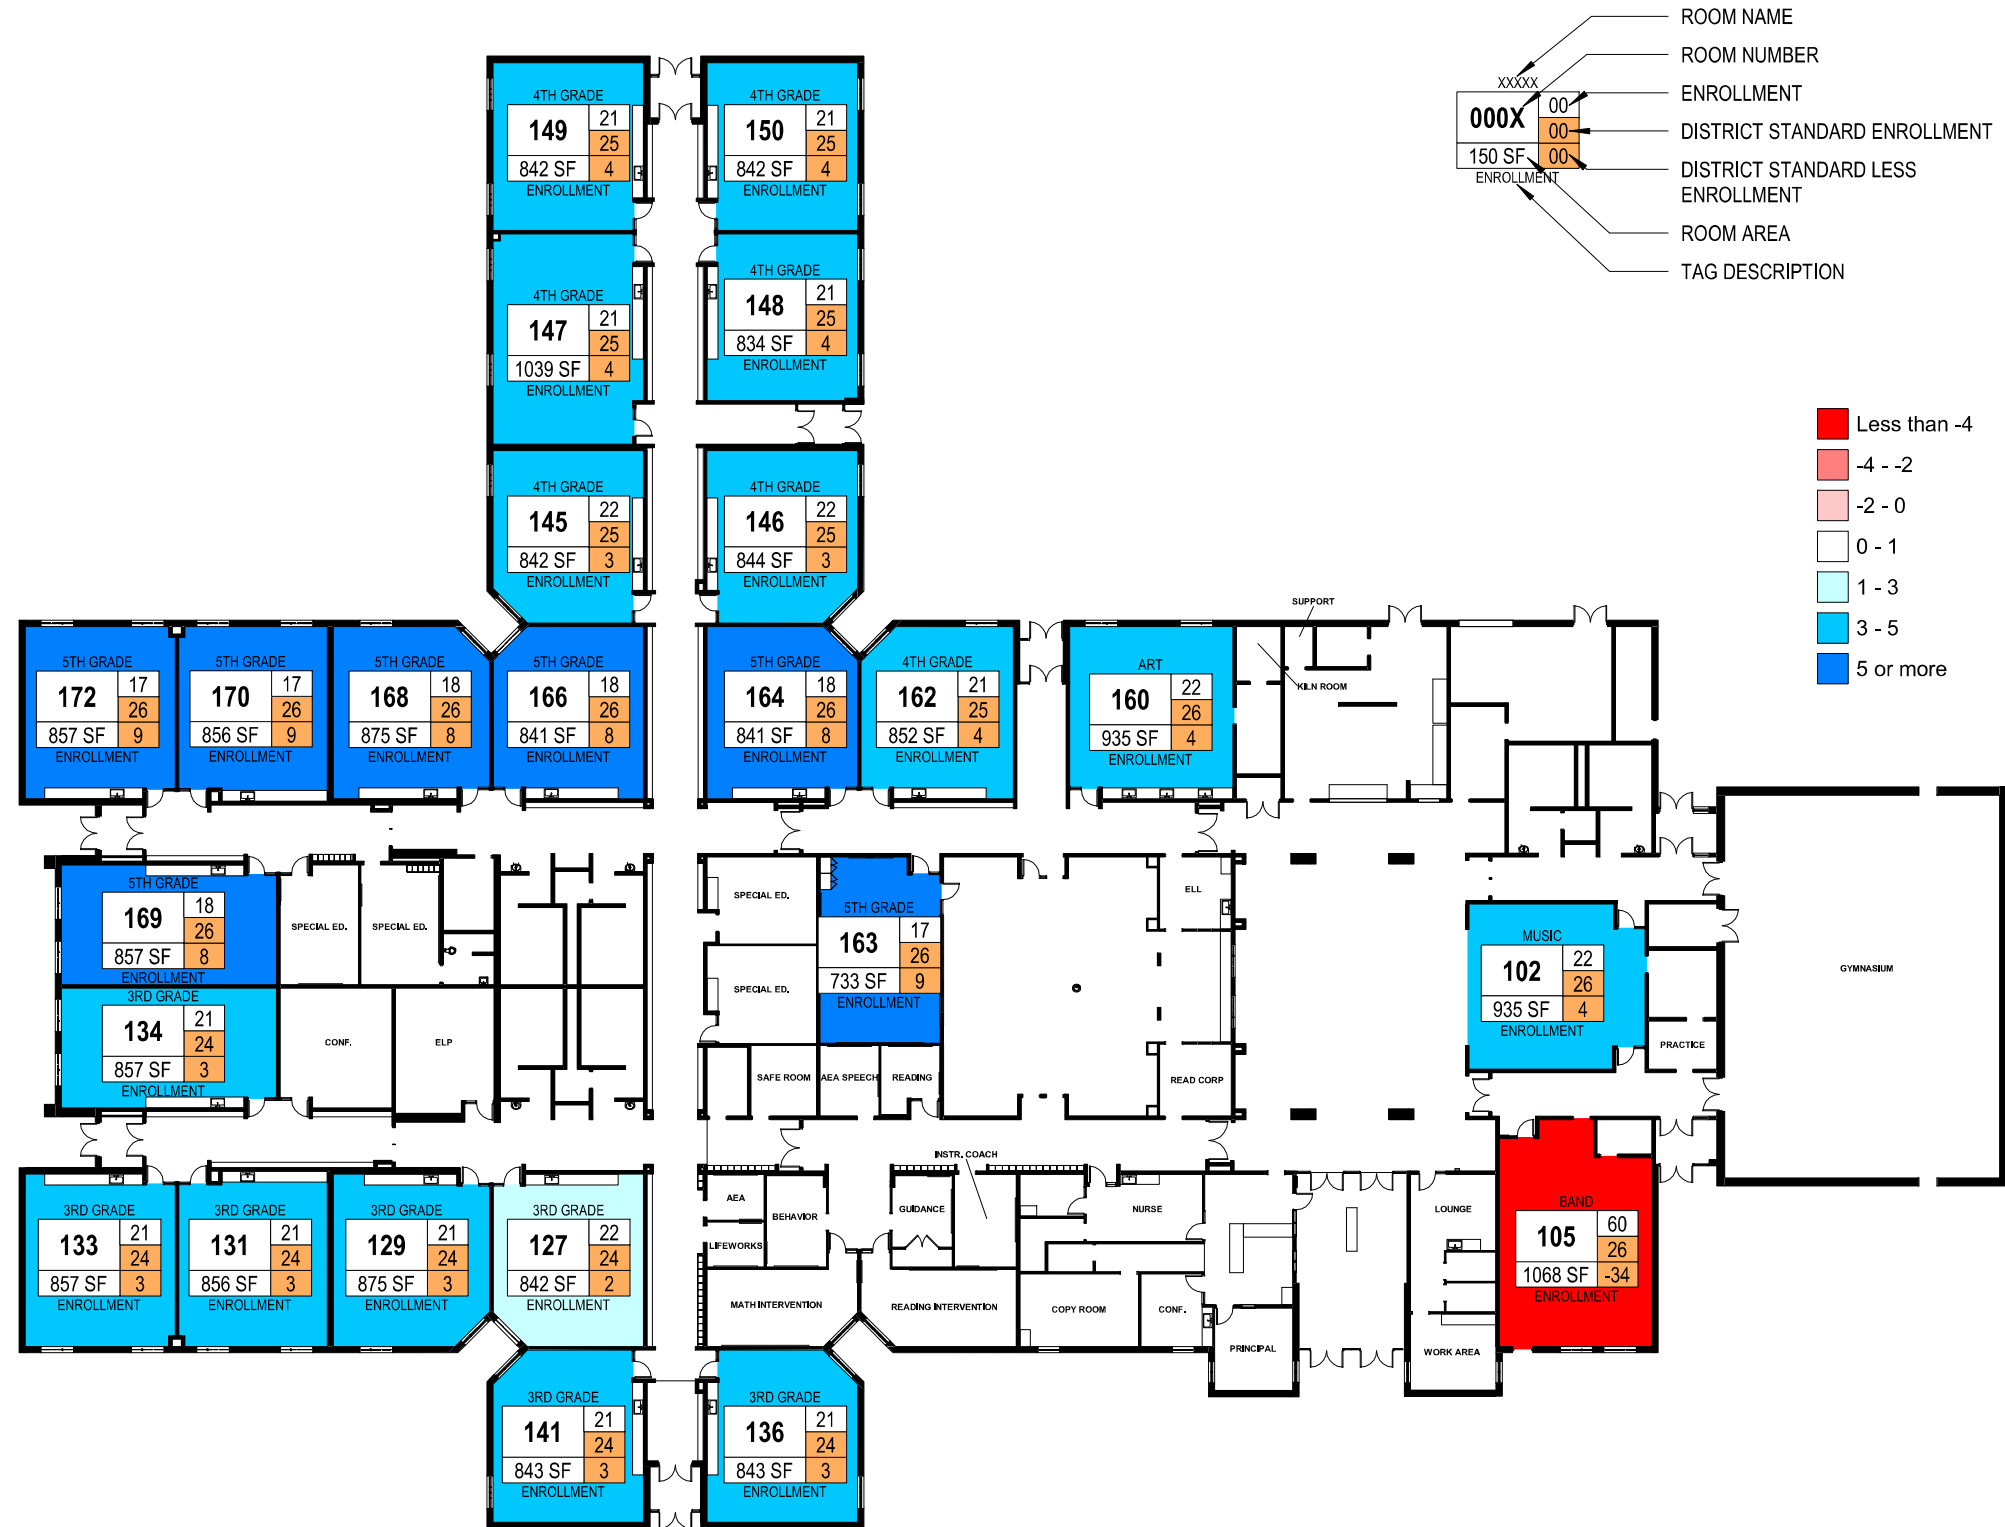 ROOM NAME
ROOM NUMBER
XXXXX
000X 00
ENROLLMENT
00
DISTRICT STANDARD ENROLLMENT
150 SF 00
DISTRICT STANDARD LESS
ENROLLMENT
ENROLLMENT
ROOM AREA
TAG DESCRIPTION
Less than -4
-4 - -2
-2 - 0
0 - 1
1 - 3
3 - 5
5 or more
4TH GRADE
149 21
25
842 SF 4
ENROLLMENT
4TH GRADE
150 21
25
842 SF 4
ENROLLMENT
4TH GRADE
147 21
25
1039 SF 4
ENROLLMENT
4TH GRADE
148 21
25
834 SF 4
ENROLLMENT
4TH GRADE
145 22
25
842 SF 3
ENROLLMENT
4TH GRADE
146 22
25
844 SF 3
ENROLLMENT
5TH GRADE
172 17
26
857 SF 9
ENROLLMENT
5TH GRADE
170 17
26
856 SF 9
ENROLLMENT
5TH GRADE
168 18
26
875 SF 8
ENROLLMENT
5TH GRADE
166 18
26
841 SF 8
ENROLLMENT
5TH GRADE
164 18
26
841 SF 8
ENROLLMENT
4TH GRADE
162 21
25
852 SF 4
ENROLLMENT
ART
160 22
26
935 SF 4
ENROLLMENT
SUPPORT
KILN ROOM
5TH GRADE
169 18
26
857 SF 8
ENROLLMENT
SPECIAL ED.
SPECIAL ED.
SPECIAL ED.
SPECIAL ED.
5TH GRADE
163 17
26
733 SF 9
ENROLLMENT
ELL
MUSIC
102 22
26
935 SF 4
ENROLLMENT
GYMNASIUM
3RD GRADE
134 21
24
857 SF 3
ENROLLMENT
CONF.
ELP
SAFE ROOM
AEA SPEECH
READING
READ CORP
PRACTICE
INSTR. COACH
3RD GRADE
133 21
24
857 SF 3
ENROLLMENT
3RD GRADE
131 21
24
856 SF 3
ENROLLMENT
3RD GRADE
129 21
24
875 SF 3
ENROLLMENT
3RD GRADE
127 22
24
842 SF 2
ENROLLMENT
AEA
BEHAVIOR
LIFEWORKS
GUIDANCE
NURSE
LOUNGE
MATH INTERVENTION
READING INTERVENTION
COPY ROOM
CONF.
PRINCIPAL
WORK AREA
BAND
105 60
26
1068 SF -34
ENROLLMENT
3RD GRADE
141 21
24
843 SF 3
ENROLLMENT
3RD GRADE
136 21
24
843 SF 3
ENROLLMENT